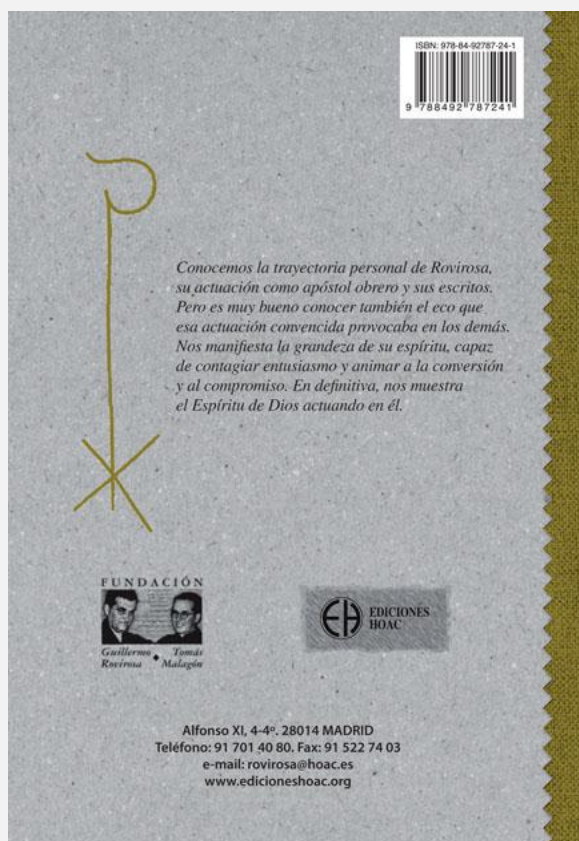 ISBN: 978-84-92787-24-1
9 788492 787241
Conocemos la trayectoria personal de Rovirosa,
su actuación como apóstol obrero y sus escritos.
Pero es muy bueno conocer también el eco que
esa actuación convencida provocaba en los demás.
Nos manifiesta la grandeza de su espíritu, capaz
de contagiar entusiasmo y animar a la conversión
y al compromiso. En definitiva, nos muestra
el Espíritu de Dios actuando en él.
FUNDACIÓN
Guillermo Tomás
Rovirosa Malagón
EH EDICIONES
HOAC
Alfonso XI, 4-4º. 28014 MADRID
Teléfono: 91 701 40 80. Fax: 91 522 74 03
e-mail: rovirosa@hoac.es
www.edicioneshoac.org